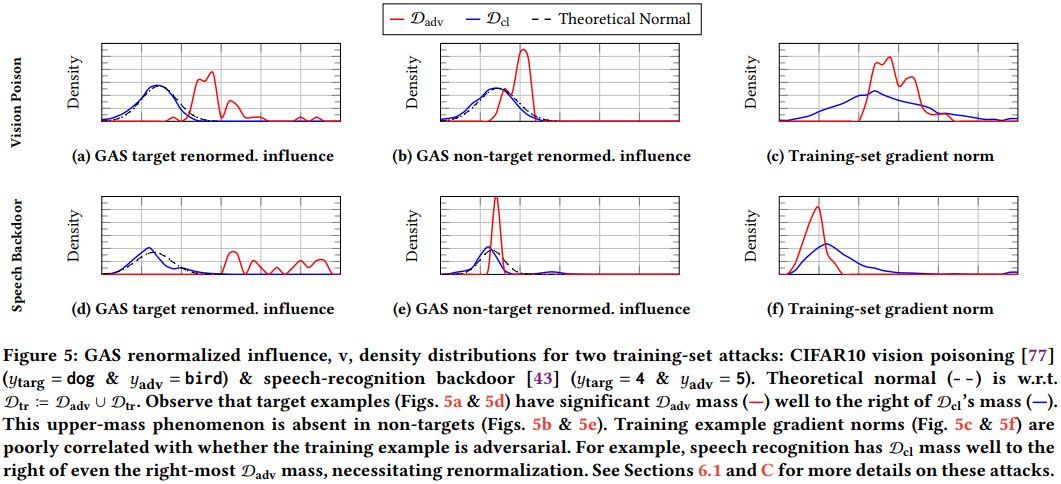 𝒟adv 𝒟cl Theoretical Normal
Vision Poison
Density
Density
Density
(a) GAS target renormed. influence
(b) GAS non-target renormed. influence
(c) Training-set gradient norm
Speech Backdoor
Density
Density
Density
(d) GAS target renormed. influence
(e) GAS non-target renormed. influence
(f) Training-set gradient norm
Figure 5: GAS renormalized influence, v, density distributions for two training-set attacks: CIFAR10 vision poisoning [77]
(ytarg = dog & yadv = bird) & speech-recognition backdoor [43] (ytarg = 4 & yadv = 5). Theoretical normal (- -) is w.r.t.
𝒟tr ≔ 𝒟adv ∪ 𝒟tr. Observe that target examples (Figs. 5a & 5d) have significant 𝒟adv mass (—) well to the right of 𝒟cl's mass (—).
This upper-mass phenomenon is absent in non-targets (Figs. 5b & 5e). Training example gradient norms (Fig. 5c & 5f) are
poorly correlated with whether the training example is adversarial. For example, speech recognition has 𝒟cl mass well to the
right of even the right-most 𝒟adv mass, necessitating renormalization. See Sections 6.1 and C for more details on these attacks.